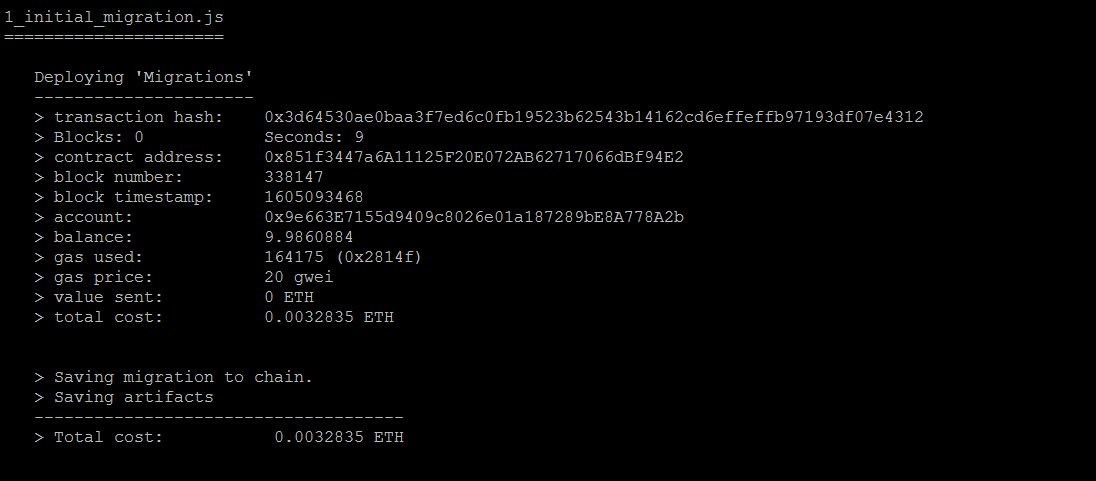 1_initial_migration.js
======================
Deploying 'Migrations'
----------------------
> transaction hash:    0x3d64530ae0baa3f7ed6c0fb19523b62543b14162cd6effeffb97193df07e4312
> Blocks: 0            Seconds: 9
> contract address:    0x851f3447a6A11125F20E072AB62717066dBf94E2
> block number:        338147
> block timestamp:     1605093468
> account:             0x9e663E7155d9409c8026e01a187289bE8A778A2b
> balance:             9.9860884
> gas used:            164175 (0x2814f)
> gas price:           20 gwei
> value sent:          0 ETH
> total cost:          0.0032835 ETH
> Saving migration to chain.
> Saving artifacts
-------------------------------------
> Total cost:           0.0032835 ETH